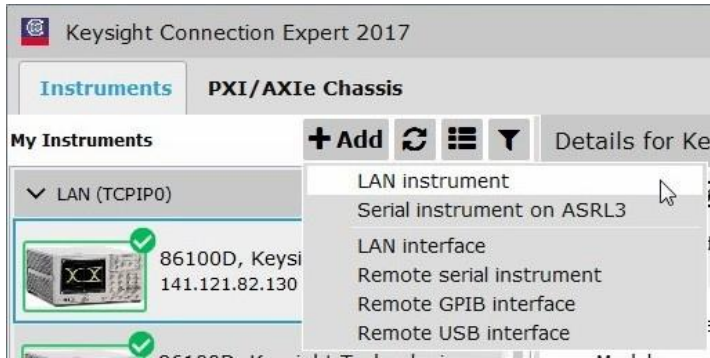 Keysight Connection Expert 2017
Instruments PXI/AXIe Chassis
My Instruments + Add Details for Ke
LAN (TCPIP0)
LAN instrument
Serial instrument on ASRL3
LAN interface
Remote serial instrument
Remote GPIB interface
Remote USB interface
86100D, Keysi
141.121.82.130